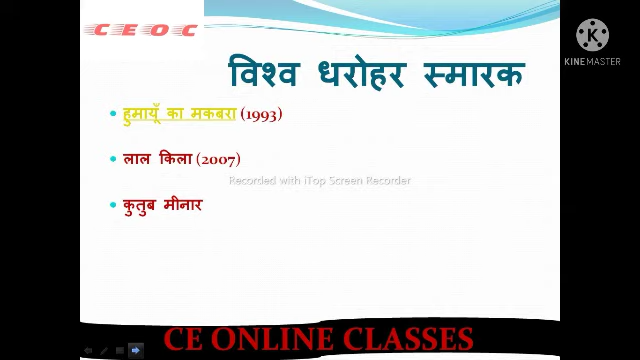 CEOC
KINEMASTER
विश्व धरोहर स्मारक
हुमायूँ का मकबरा (1993)
लाल किला (2007)
Recorded with iTop Screen Recorder
कुतुब मीनार
CE ONLINE CLASSES